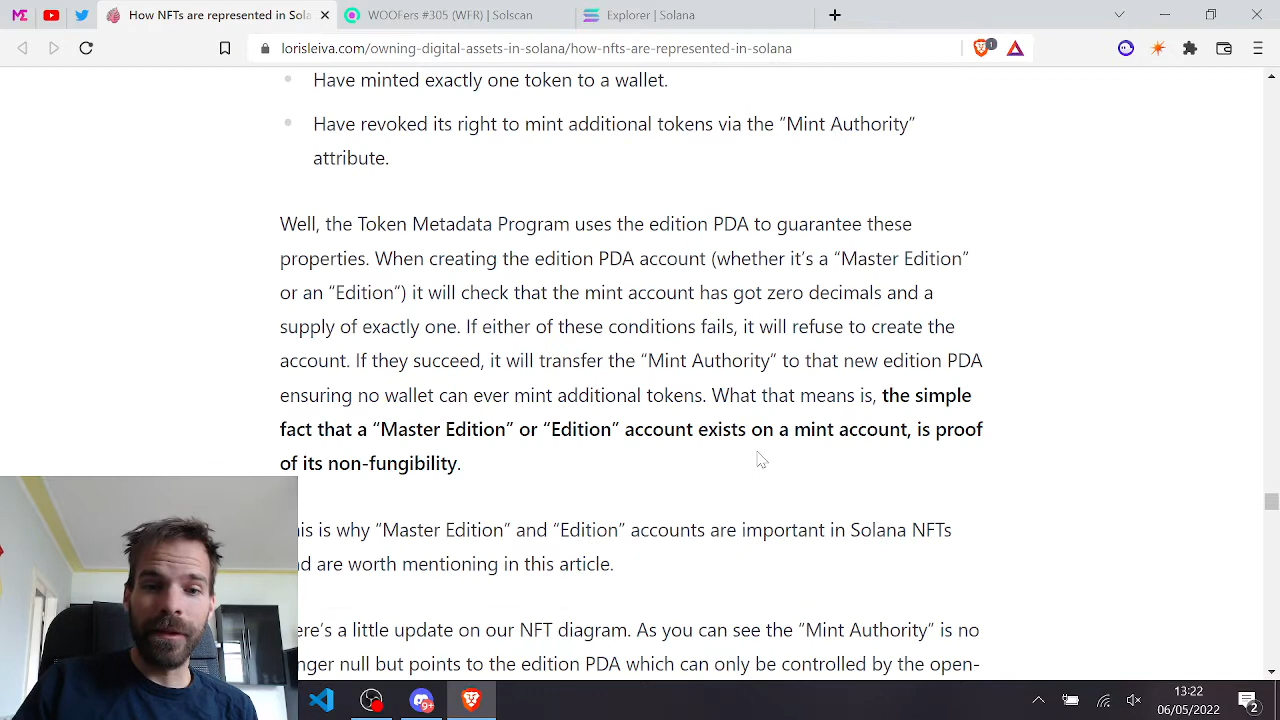 How NFTs are represented in Sola
WOOFers #305 (WFR) | Solscan
Explorer | Solana
lorisleiva.com/owning-digital-assets-in-solana/how-nfts-are-represented-in-solana
1
Have minted exactly one token to a wallet.
Have revoked its right to mint additional tokens via the “Mint Authority”
attribute.
Well, the Token Metadata Program uses the edition PDA to guarantee these
properties. When creating the edition PDA account (whether it’s a “Master Edition”
or an “Edition”) it will check that the mint account has got zero decimals and a
supply of exactly one. If either of these conditions fails, it will refuse to create the
account. If they succeed, it will transfer the “Mint Authority” to that new edition PDA
ensuring no wallet can ever mint additional tokens. What that means is, the simple
fact that a “Master Edition” or “Edition” account exists on a mint account, is proof
of its non-fungibility.
his is why “Master Edition” and “Edition” accounts are important in Solana NFTs
nd are worth mentioning in this article.
ere’s a little update on our NFT diagram. As you can see the “Mint Authority” is no
nger null but points to the edition PDA which can only be controlled by the open-
13:22
06/05/2022
2